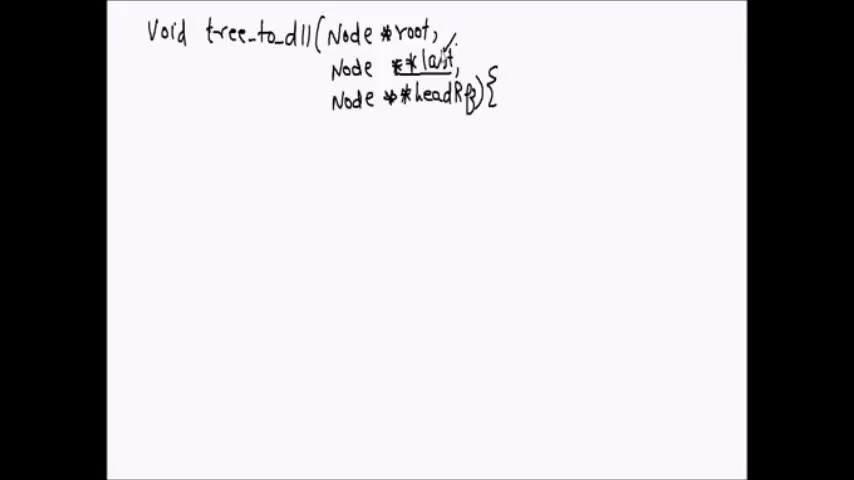 Void tree_to_dll(Node *root,
Node **last,
Node **headRef){